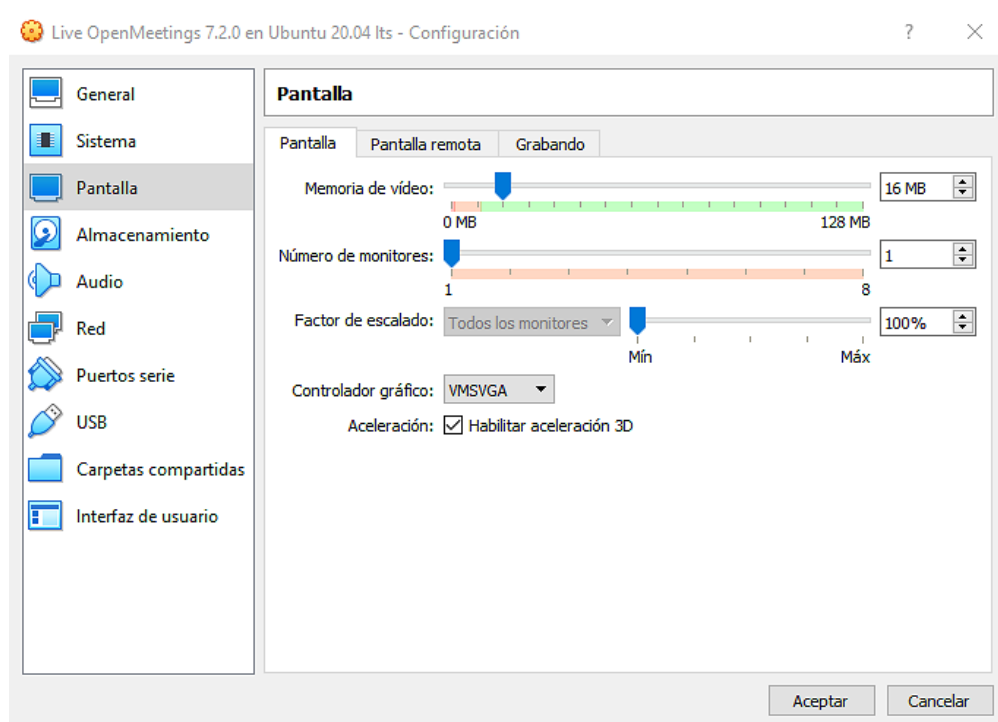 Live OpenMeetings 7.2.0 en Ubuntu 20.04 lts - Configuración
?
General
Sistema
Pantalla
Almacenamiento
Audio
Red
Puertos serie
USB
Carpetas compartidas
Interfaz de usuario
Pantalla
Pantalla Pantalla remota Grabando
Memoria de vídeo: 16 MB
0 MB 128 MB
Número de monitores: 1
1 8
Factor de escalado: Todos los monitores 100%
Mín Máx
Controlador gráfico: VMSVGA
Aceleración: Habilitar aceleración 3D
Aceptar Cancelar